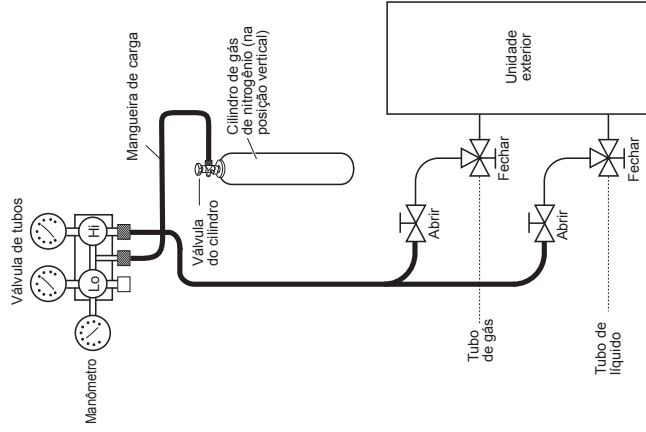 Válvula de tubos
Manômetro
Lo
Hi
Mangueira de carga
Válvula
do cilindro
Cilindro de gás
de nitrogênio (na
posição vertical)
Unidade
exterior
Abrir
Fechar
Abrir
Fechar
Tubo
de gás
Tubo de
líquido